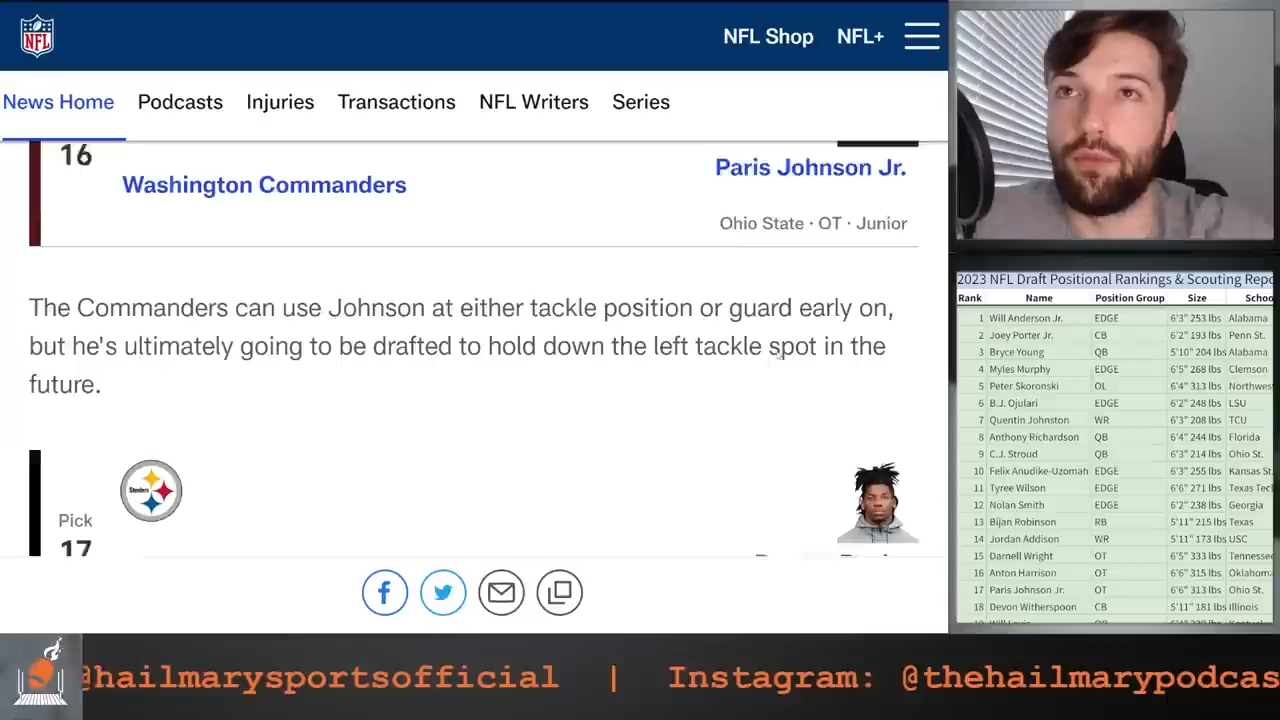 NFL
NFL Shop
NFL+
News Home
Podcasts
Injuries
Transactions
NFL Writers
Series
16
Washington Commanders
Paris Johnson Jr.
Ohio State · OT · Junior
The Commanders can use Johnson at either tackle position or guard early on,
but he's ultimately going to be drafted to hold down the left tackle spot in the
future.
Steelers
Pick
17
2023 NFL Draft Positional Rankings & Scouting Repo
Rank Name Position Group Size Schoo
1 Will Anderson Jr. EDGE 6'3" 253 lbs Alabama
2 Joey Porter Jr. CB 6'2" 193 lbs Penn St.
3 Bryce Young QB 5'10" 204 lbs Alabama
4 Myles Murphy EDGE 6'5" 268 lbs Clemson
5 Peter Skoronski OL 6'4" 313 lbs Northwes
6 B.J. Ojulari EDGE 6'2" 248 lbs LSU
7 Quentin Johnston WR 6'3" 208 lbs TCU
8 Anthony Richardson QB 6'4" 244 lbs Florida
9 C.J. Stroud QB 6'3" 214 lbs Ohio St.
10 Felix Anudike-Uzomah EDGE 6'3" 255 lbs Kansas St
11 Tyree Wilson EDGE 6'6" 271 lbs Texas Tec
12 Nolan Smith EDGE 6'2" 238 lbs Georgia
13 Bijan Robinson RB 5'11" 215 lbs Texas
14 Jordan Addison WR 5'11" 173 lbs USC
15 Darnell Wright OT 6'5" 333 lbs Tennesse
16 Anton Harrison OT 6'6" 315 lbs Oklahom
17 Paris Johnson Jr. OT 6'6" 313 lbs Ohio St.
18 Devon Witherspoon CB 5'11" 181 lbs Illinois
@hailmarysportsofficial | Instagram: @thehailmarypodcas